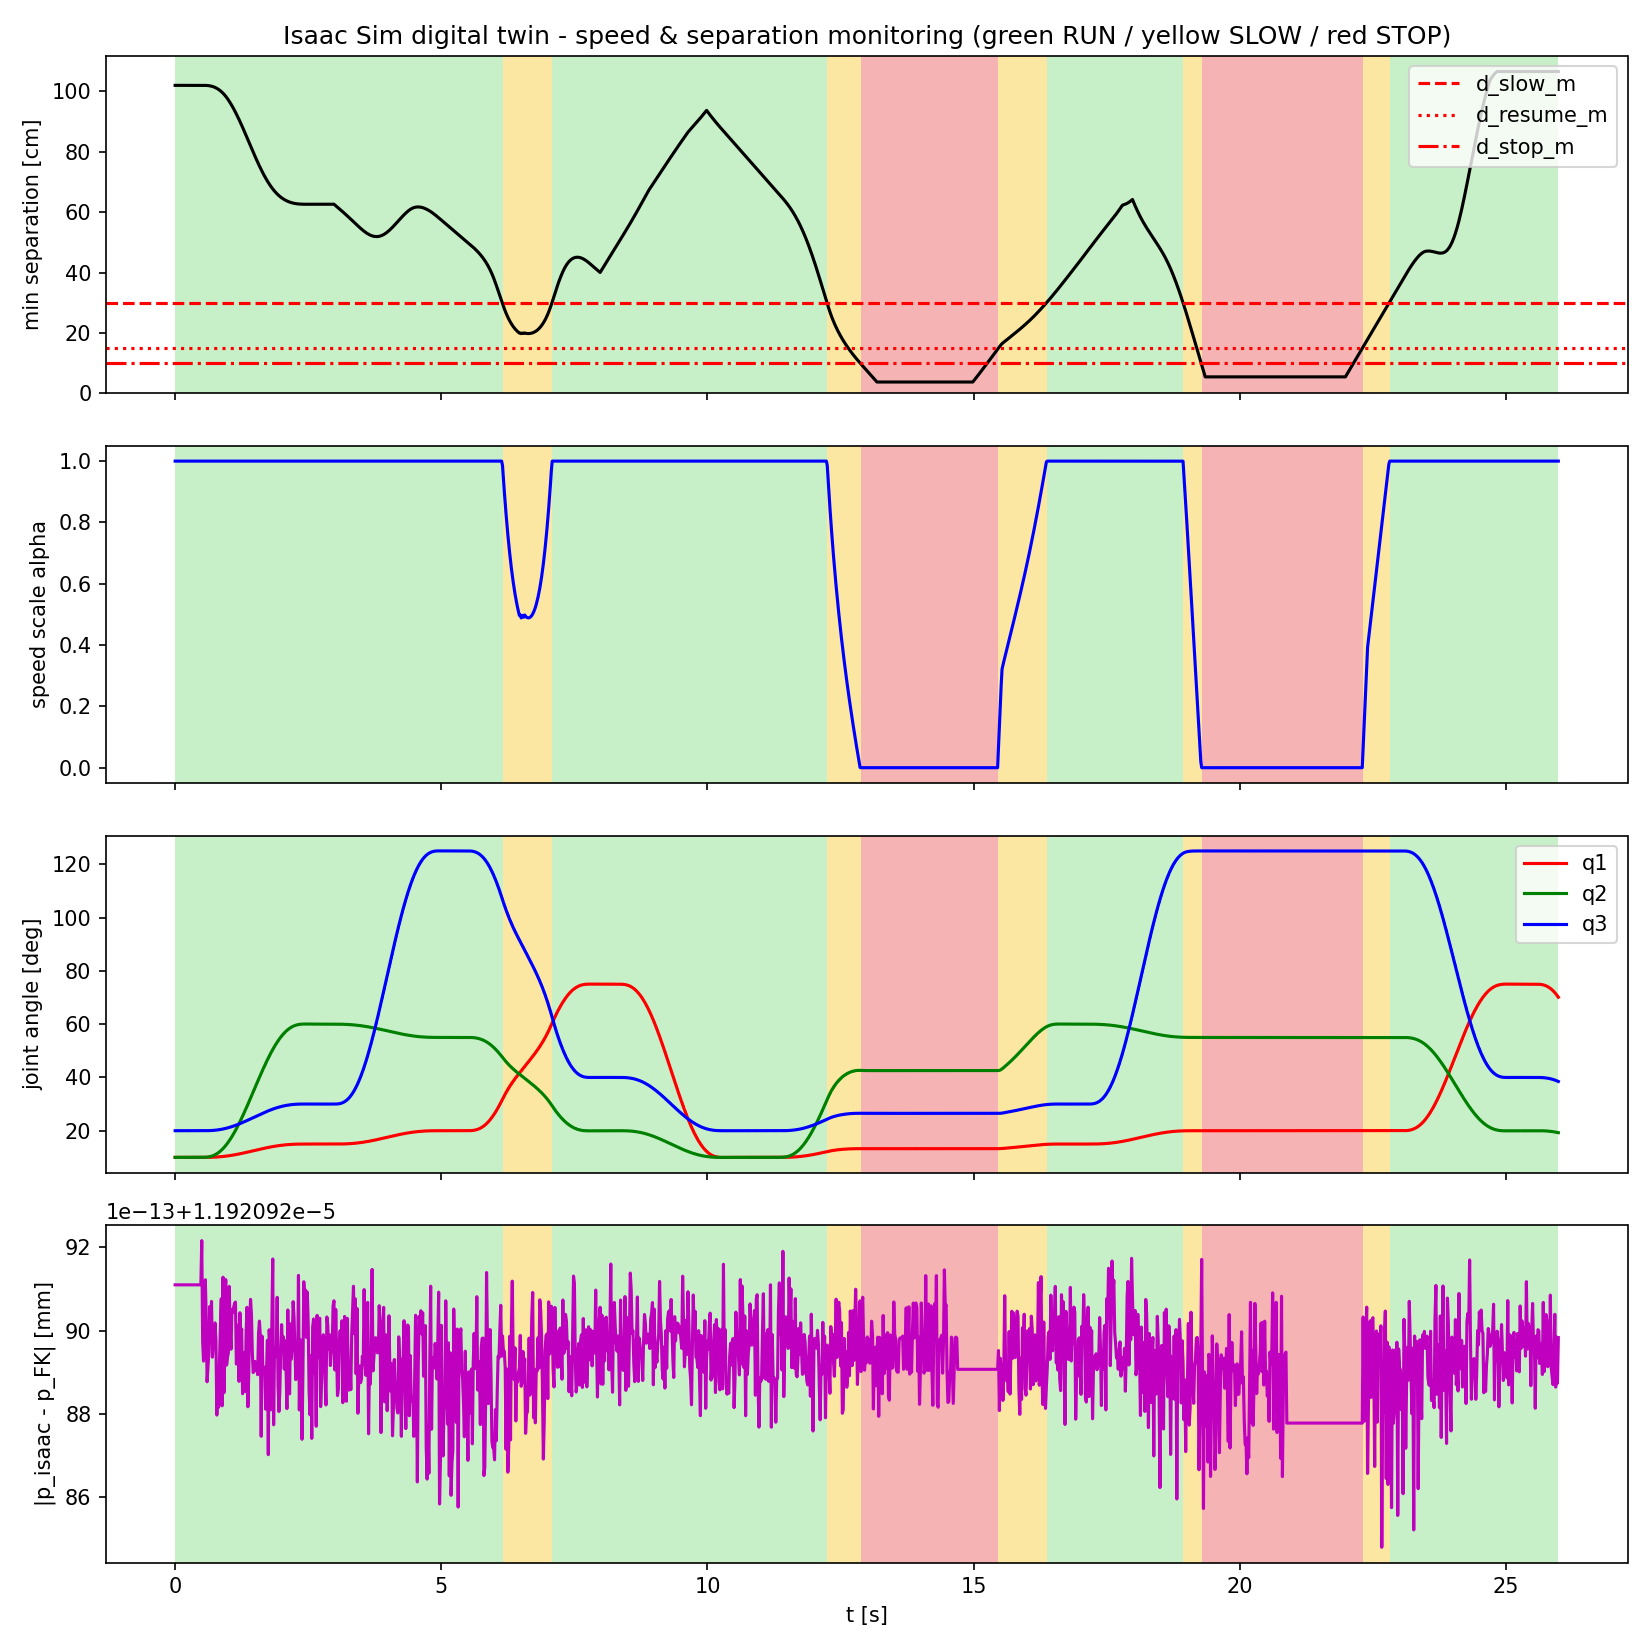 Isaac Sim digital twin - speed & separation monitoring (green RUN / yellow SLOW / red STOP)
min separation [cm]
100
80
60
40
20
0
d_slow_m
d_resume_m
d_stop_m
speed scale alpha
1.0
0.8
0.6
0.4
0.2
0.0
joint angle [deg]
120
100
80
60
40
20
q1
q2
q3
1e−13+1.192092e−5
|p_isaac - p_FK| [mm]
92
90
88
86
0 5 10 15 20 25
t [s]